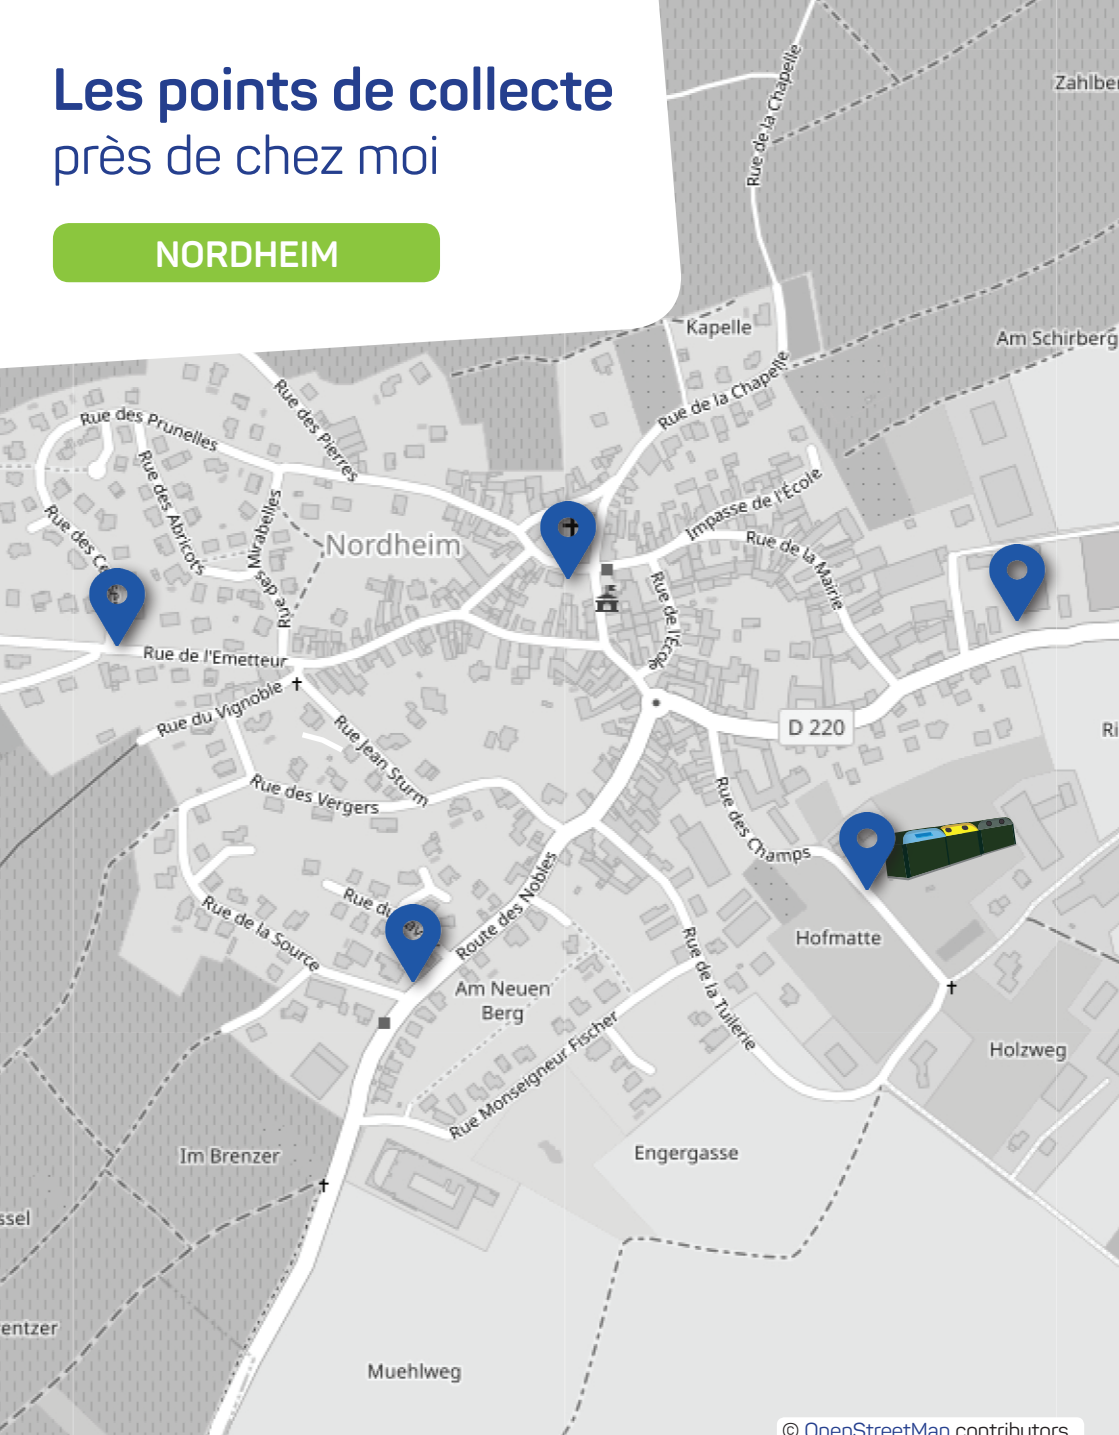 Les points de collecte
près de chez moi
NORDHEIM
Rue de la Chapelle
Kapelle
Am Schirberg
Rue de la Chapelle
Rue des Pierres
Rue des Prunelles
Rue des Abricots
Rue des Mirabelles
Rue des
Nordheim
Impasse de l'École
Rue de la Mairie
Rue de l'École
Rue de l'Emetteur
Rue du Vignoble
Rue Jean Sturm
D 220
Rue des Vergers
Rue des Champs
Rue du
Route des Nobles
Rue de la Source
Hofmatte
Am Neuen
Berg
Rue de la Tuilerie
Rue Monseigneur Fischer
Holzweg
Im Brenzer
Engergasse
Muehlweg
© OpenStreetMap contributors